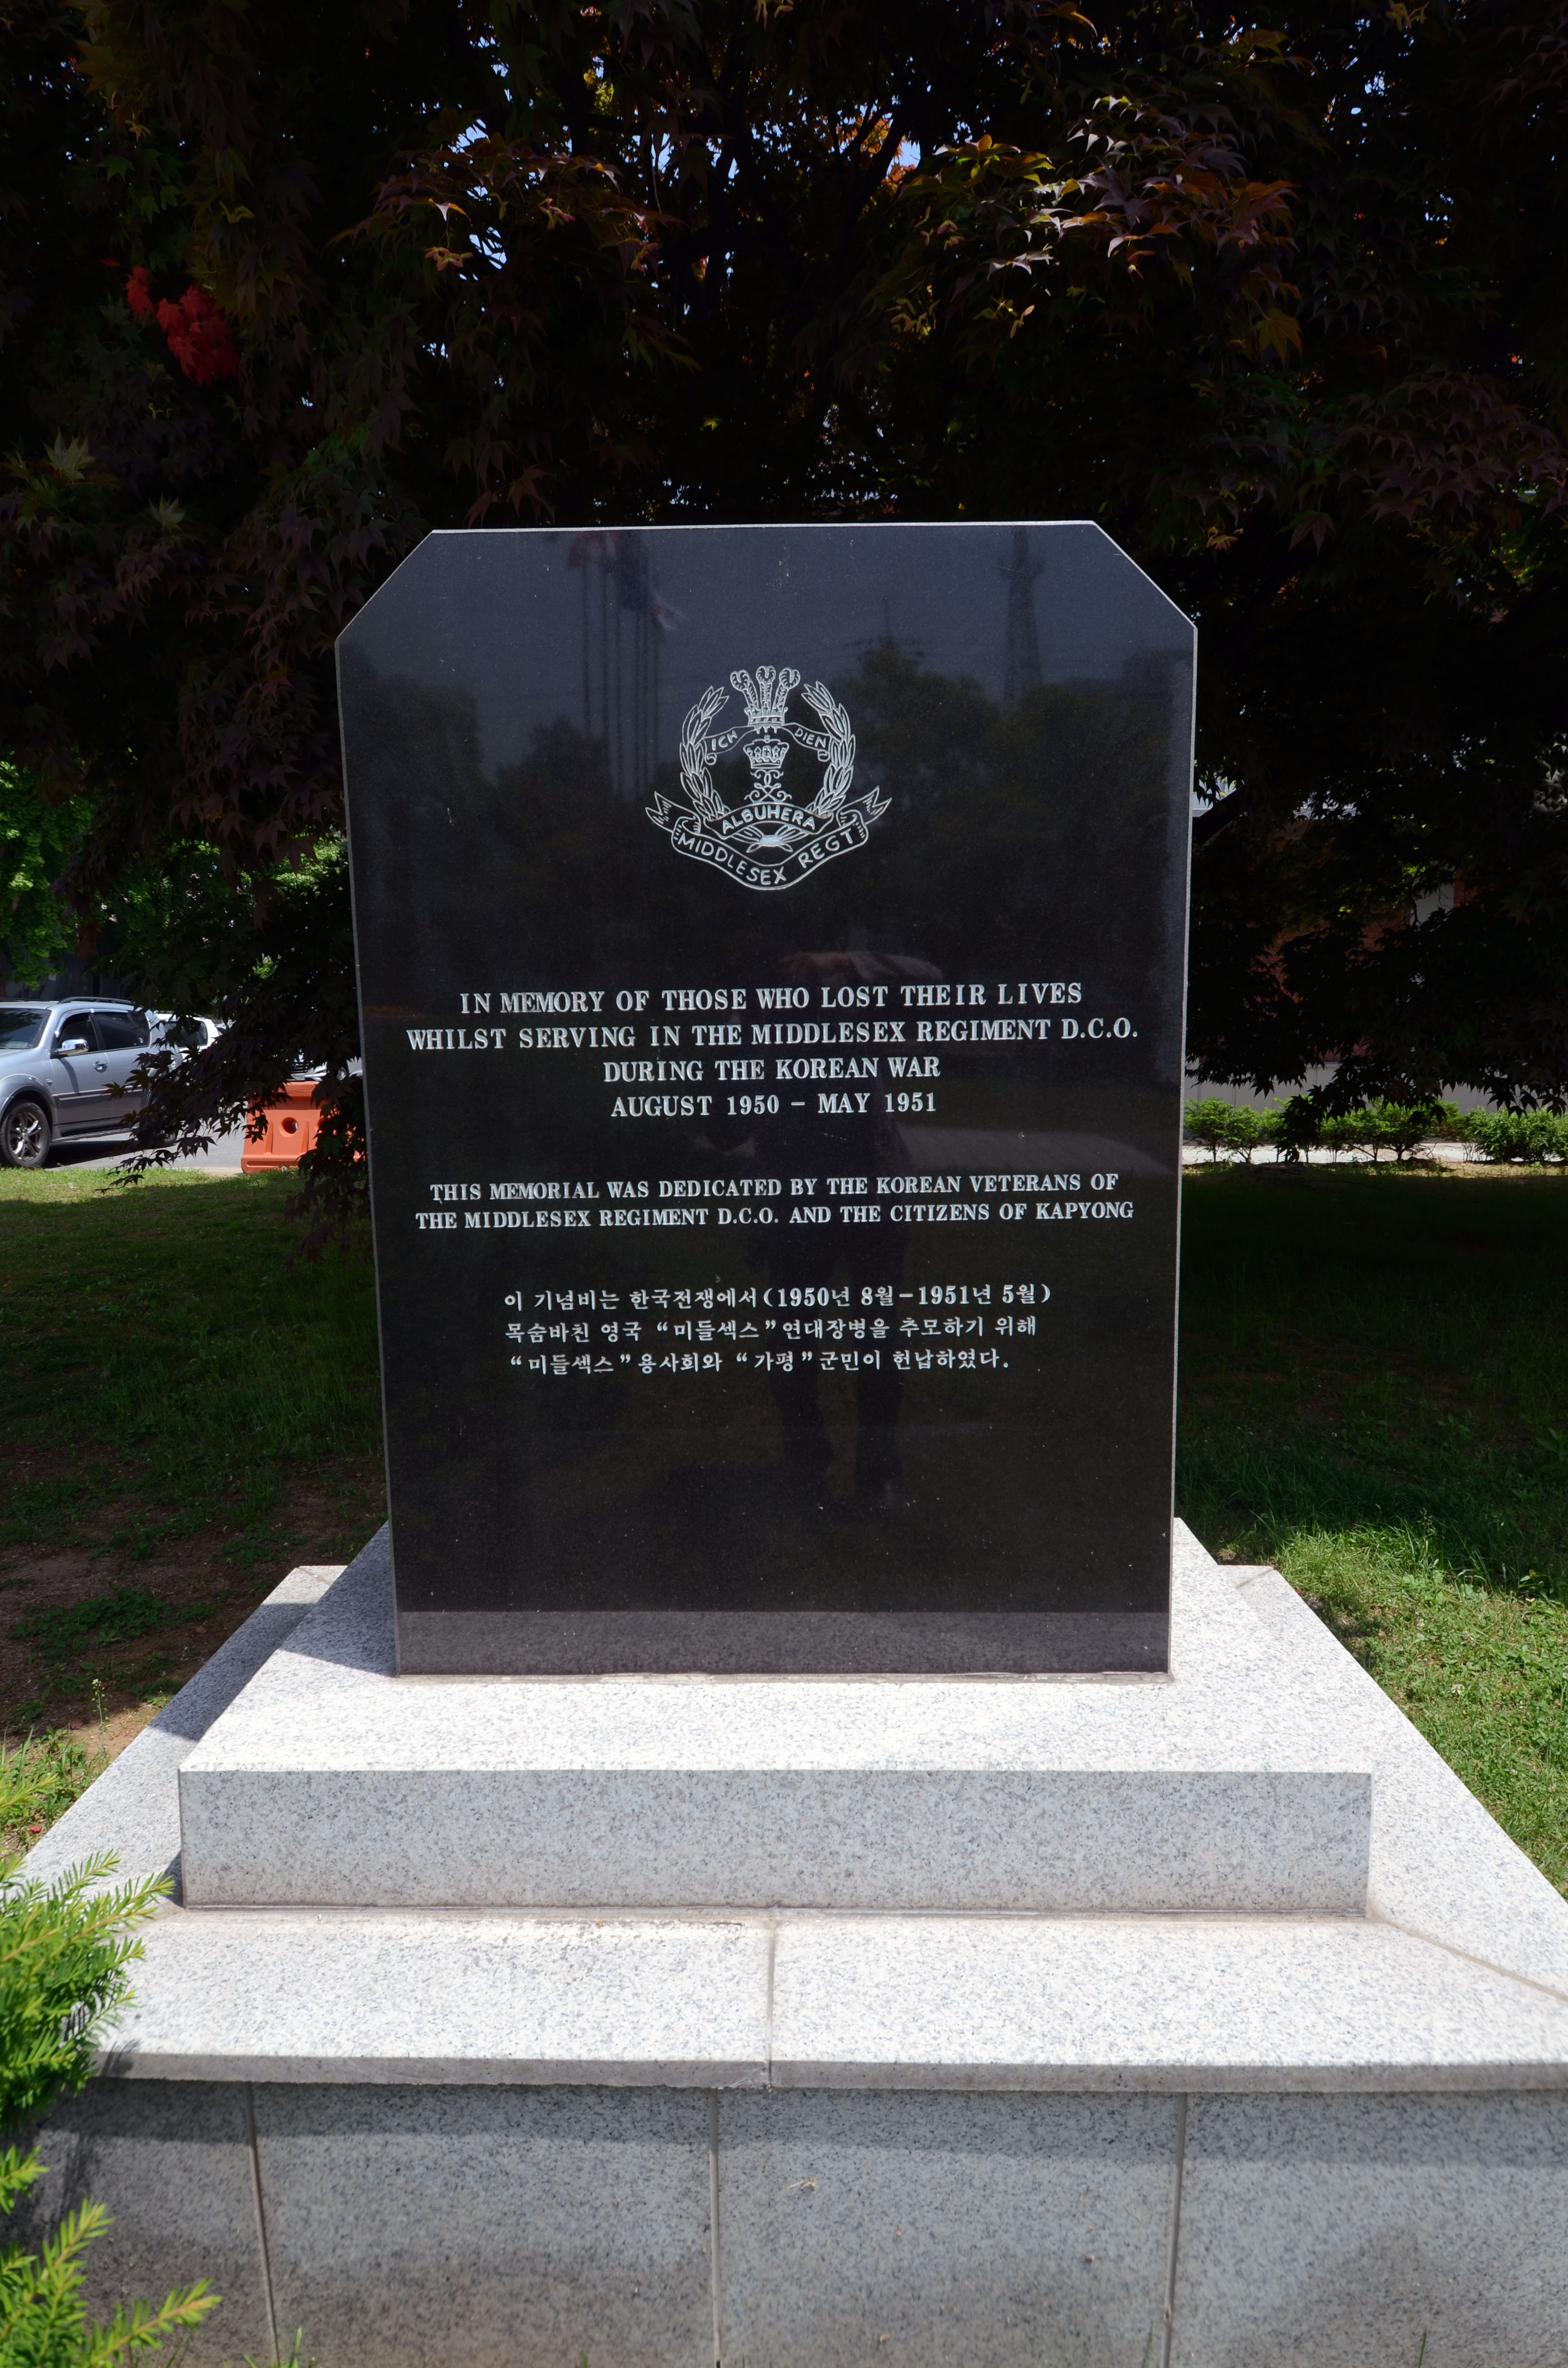 ICH DIEN
ALBUHERA
MIDDLESEX REGT
IN MEMORY OF THOSE WHO LOST THEIR LIVES
WHILST SERVING IN THE MIDDLESEX REGIMENT D.C.O.
DURING THE KOREAN WAR
AUGUST 1950 - MAY 1951
THIS MEMORIAL WAS DEDICATED BY THE KOREAN VETERANS OF
THE MIDDLESEX REGIMENT D.C.O. AND THE CITIZENS OF KAPYONG
이 기념비는 한국전쟁에서(1950년 8월-1951년 5월)
목숨바친 영국 “미들섹스”연대장병을 추모하기 위해
“미들섹스”용사회와 “가평”군민이 헌납하였다.